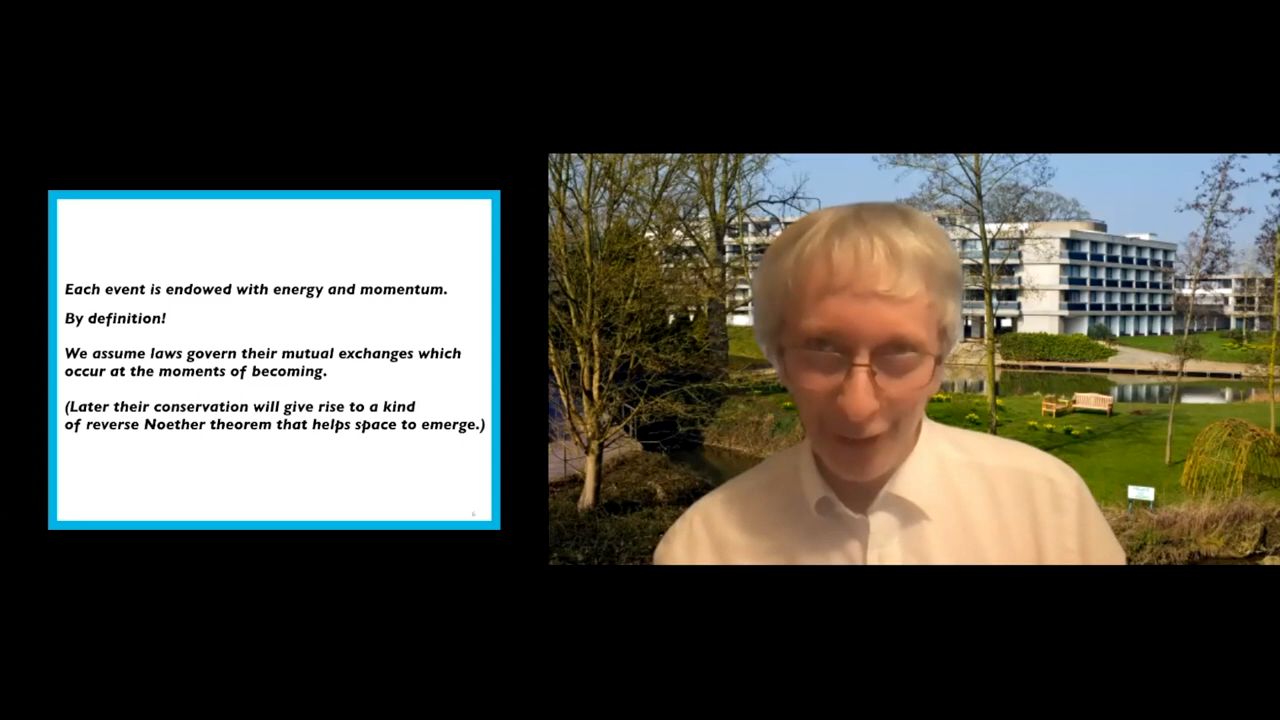 Each event is endowed with energy and momentum.
By definition!
We assume laws govern their mutual exchanges which
occur at the moments of becoming.
(Later their conservation will give rise to a kind
of reverse Noether theorem that helps space to emerge.)
6